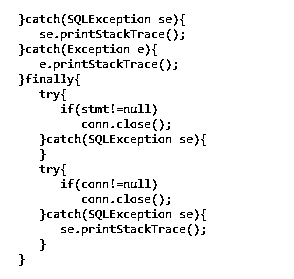 }catch(SQLException se){
se.printStackTrace();
}catch(Exception e){
e.printStackTrace();
}finally{
try{
if(stmt!=null)
conn.close();
}catch(SQLException se){
}
try{
if(conn!=null)
conn.close();
}catch(SQLException se){
se.printStackTrace();
}
}